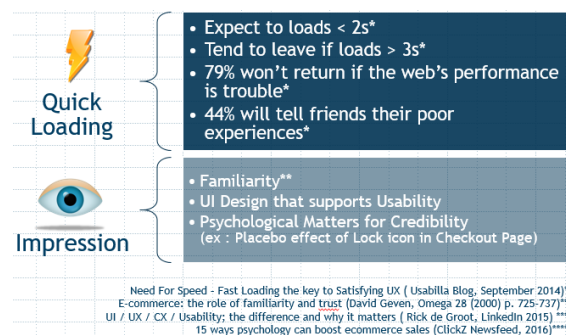 Quick
Loading
• Expect to loads < 2s*
• Tend to leave if loads > 3s*
• 79% won't return if the web's performance
is trouble*
• 44% will tell friends their poor
experiences*
Impression
• Familiarity**
• UI Design that supports Usability
• Psychological Matters for Credibility
(ex : Placebo effect of Lock icon in Checkout Page)
Need For Speed - Fast Loading the key to Satisfying UX ( Usabilla Blog, September 2014)*
E-commerce: the role of familiarity and trust (David Geven, Omega 28 (2000) p. 725-737)**
UI / UX / CX / Usability; the difference and why it matters ( Rick de Groot, LinkedIn 2015) ***
15 ways psychology can boost ecommerce sales (ClickZ Newsfeed, 2016)****